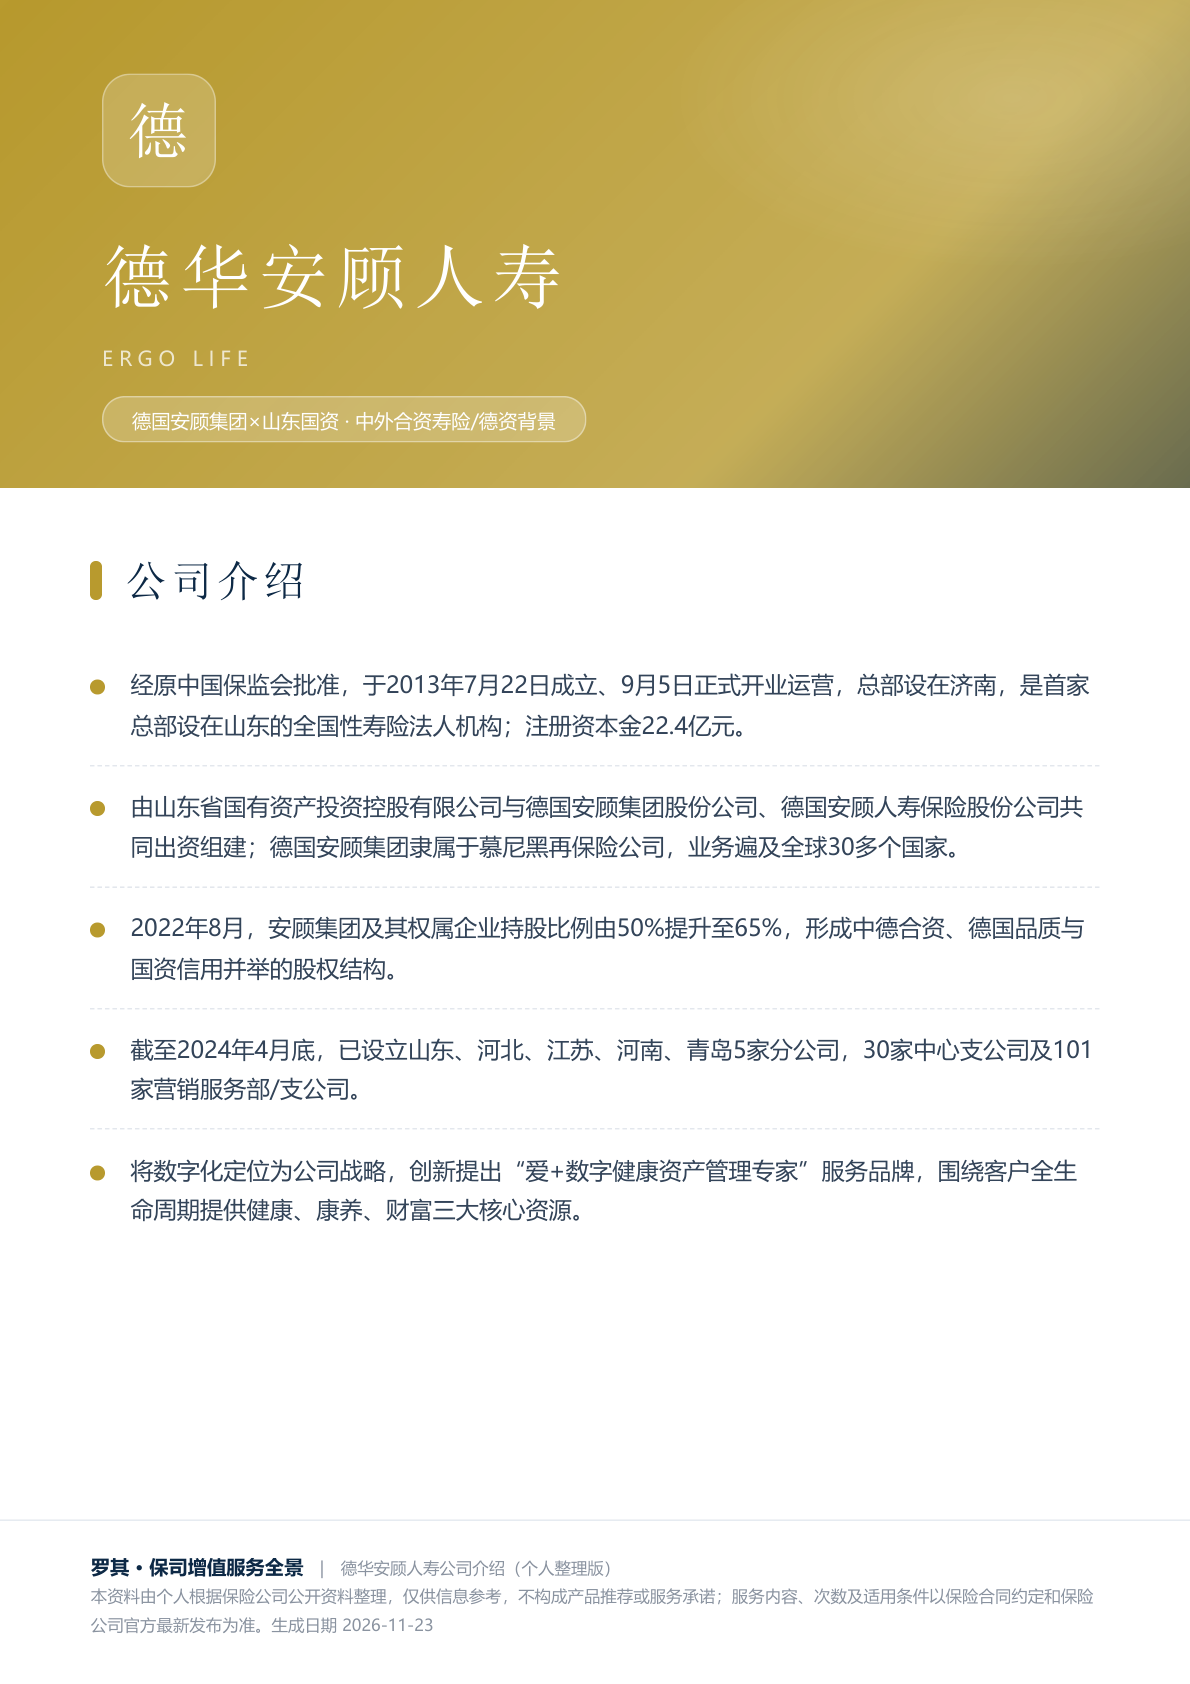 德
德华安顾人寿
ERGO LIFE
德国安顾集团×山东国资 · 中外合资寿险/德资背景
公司介绍
经原中国保监会批准，于2013年7月22日成立、9月5日正式开业运营，总部设在济南，是首家
总部设在山东的全国性寿险法人机构；注册资本金22.4亿元。
由山东省国有资产投资控股有限公司与德国安顾集团股份公司、德国安顾人寿保险股份公司共
同出资组建；德国安顾集团隶属于慕尼黑再保险公司，业务遍及全球30多个国家。
2022年8月，安顾集团及其权属企业持股比例由50%提升至65%，形成中德合资、德国品质与
国资信用并举的股权结构。
截至2024年4月底，已设立山东、河北、江苏、河南、青岛5家分公司，30家中心支公司及101
家营销服务部/支公司。
将数字化定位为公司战略，创新提出“爱+数字健康资产管理专家”服务品牌，围绕客户全生
命周期提供健康、康养、财富三大核心资源。
罗其 • 保司增值服务全景 | 德华安顾人寿公司介绍（个人整理版）
本资料由个人根据保险公司公开资料整理，仅供信息参考，不构成产品推荐或服务承诺；服务内容、次数及适用条件以保险合同约定和保险
公司官方最新发布为准。生成日期 2026-11-23